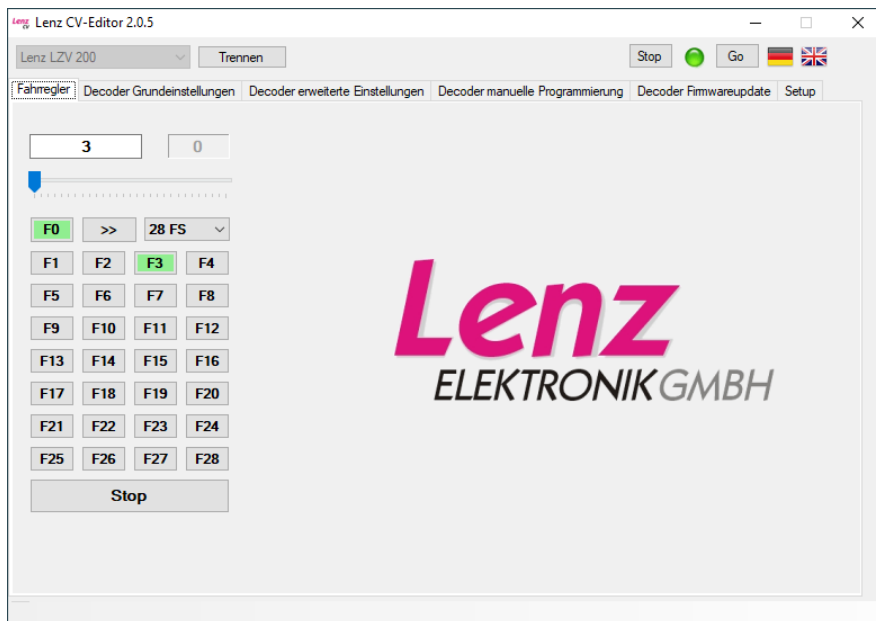 Lenz CV Lenz CV-Editor 2.0.5
Lenz LZV 200 Trennen Stop Go
Fahrregler Decoder Grundeinstellungen Decoder erweiterte Einstellungen Decoder manuelle Programmierung Decoder Firmwareupdate Setup
3 0
F0 >> 28 FS
F1 F2 F3 F4
F5 F6 F7 F8
F9 F10 F11 F12
F13 F14 F15 F16
F17 F18 F19 F20
F21 F22 F23 F24
F25 F26 F27 F28
Stop
Lenz
ELEKTRONIK GMBH